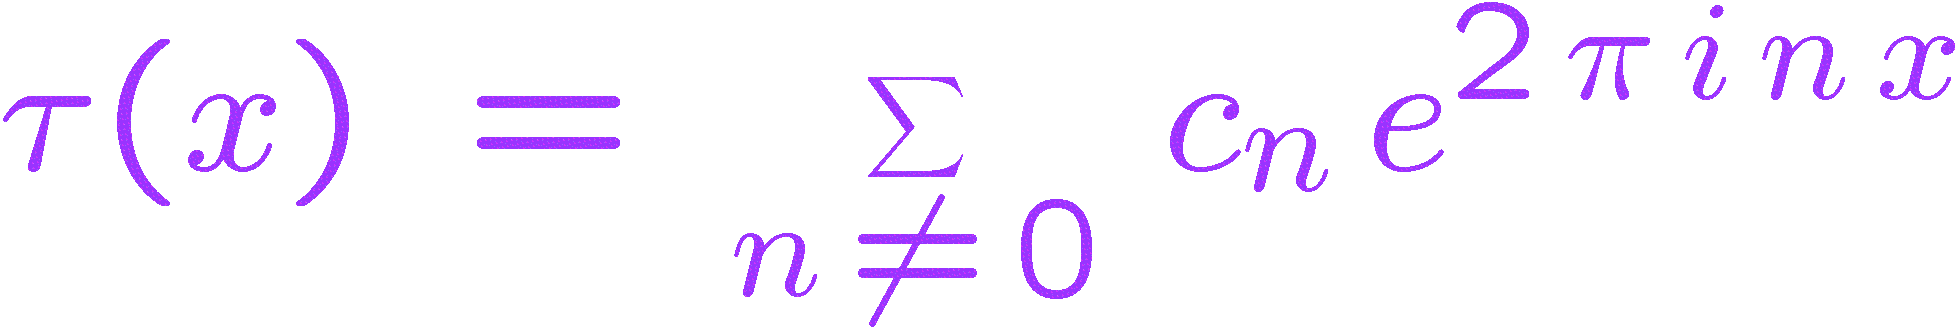 τ(x) = ∑_{n≠0} c_n e^{2πinx}